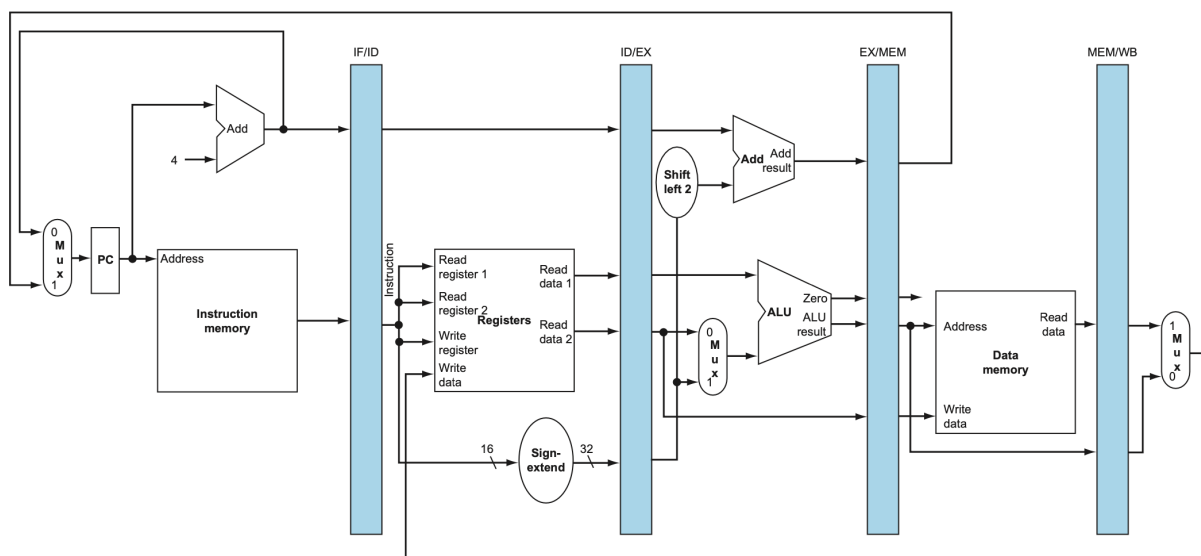 IF/ID
ID/EX
EX/MEM
MEM/WB
Add
4
Add
Add
result
Shift
left 2
0
M
u
x
1
PC
Address
Instruction
memory
Instruction
Read
register 1
Read
register 2
Write
register
Write
data
Registers
Read
data 1
Read
data 2
16
Sign-
extend
32
0
M
u
x
1
Zero
ALU
ALU
result
Address
Read
data
Data
memory
Write
data
1
M
u
x
0